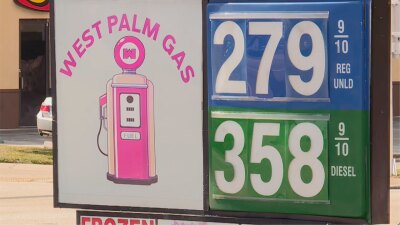 WEST PALM GAS
279 9/10
REG
UNLD
358 9/10
DIESEL
FROZEN